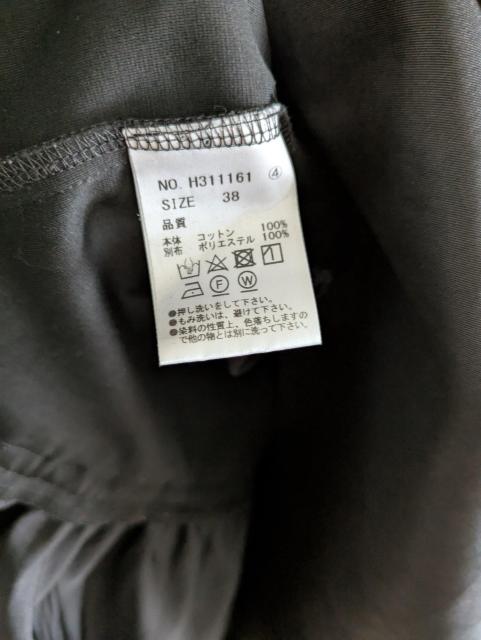 NO. H311161 ④
SIZE 38
品質
本体 コットン 100%
別布 ポリエステル 100%
F W
●押し洗いをして下さい。
●もみ洗いは、避けて下さい。
●染料の性質上、色落ちしますの
で他の物とは別に洗って下さい。